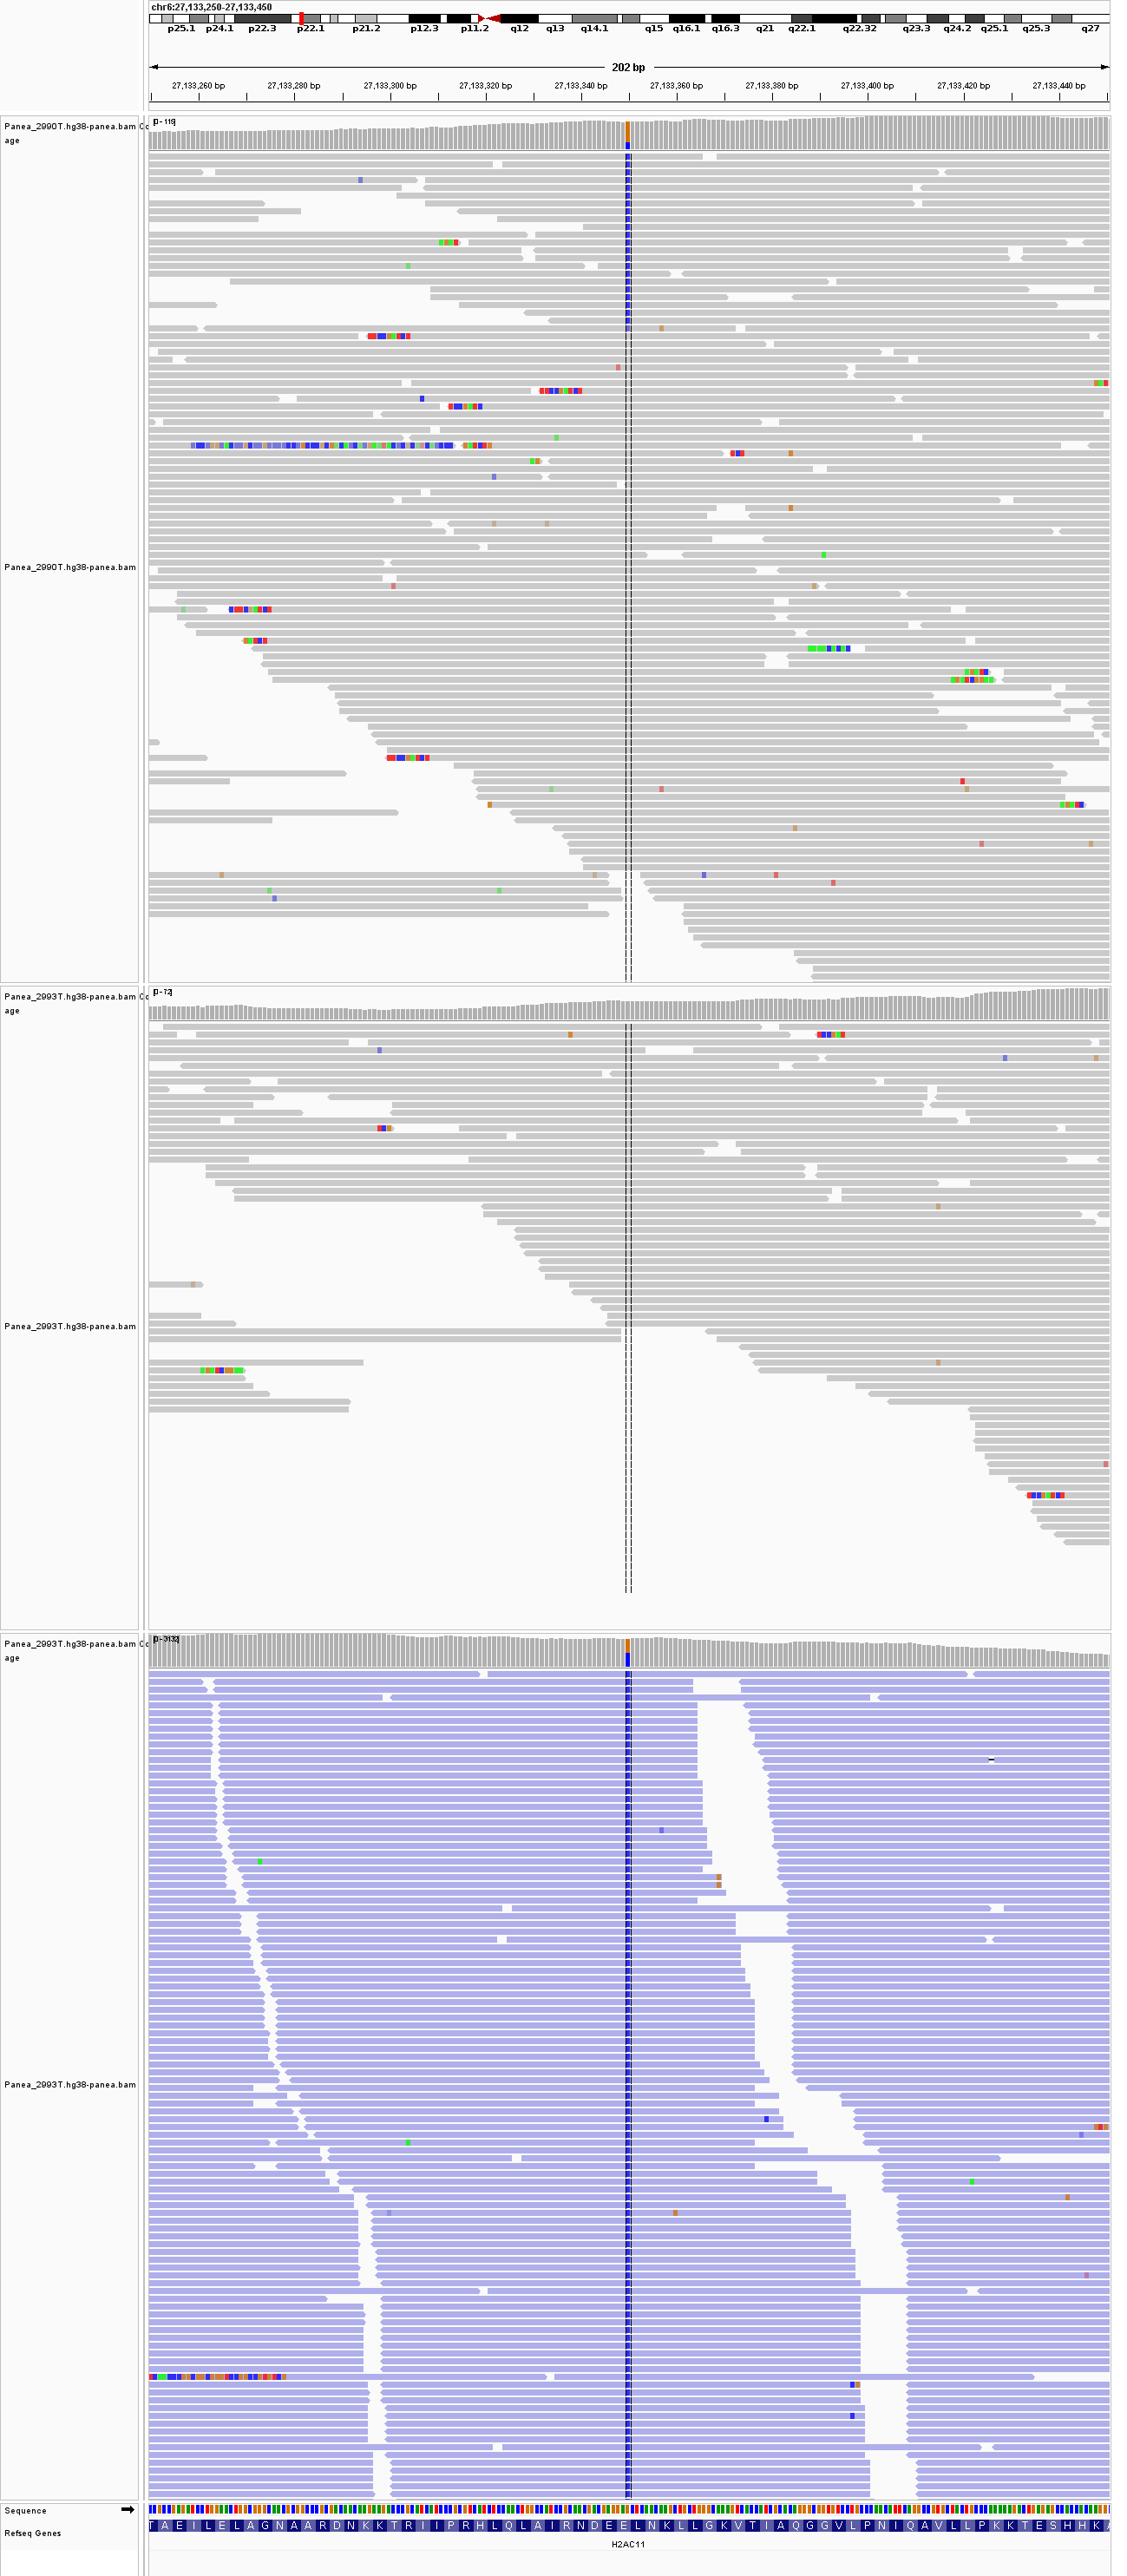 chr6:27,133,250-27,133,450
p25.1 p24.1 p22.3 p22.1 p21.2 p12.3 p11.2 q12 q13 q14.1 q15 q16.1 q16.3 q21 q22.1 q22.32 q23.3 q24.2 q25.1 q25.3 q27
202 bp
27,133,260 bp 27,133,280 bp 27,133,300 bp 27,133,320 bp 27,133,340 bp 27,133,360 bp 27,133,380 bp 27,133,400 bp 27,133,420 bp 27,133,440 bp
[0 - 119]
Panea_2990T.hg38-panea.bam Co
age
Panea_2990T.hg38-panea.bam
[0 - 72]
Panea_2993T.hg38-panea.bam Co
age
Panea_2993T.hg38-panea.bam
[0 - 3132]
Panea_2993T.hg38-panea.bam Co
age
Panea_2993T.hg38-panea.bam
Sequence
Refseq Genes
T A E I L E L A G N A A R D N K K T R I I P R H L Q L A I R N D E E L N K L L G K V T I A Q G G V L P N I Q A V L L P K K T E S H H K A
H2AC11